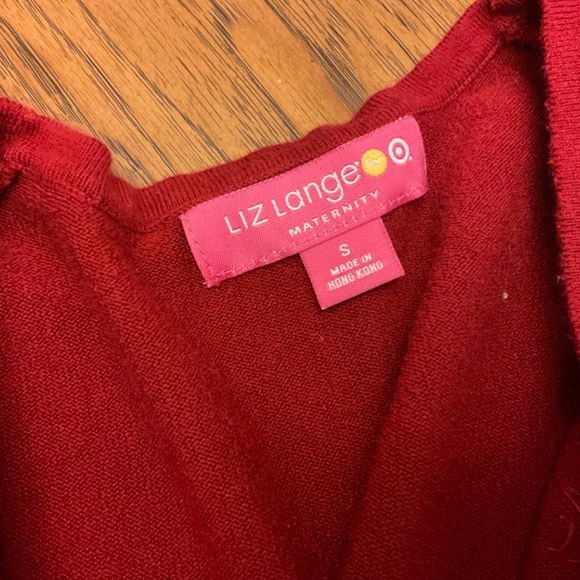 Liz Lange
MATERNITY
S
MADE IN
HONG KONG